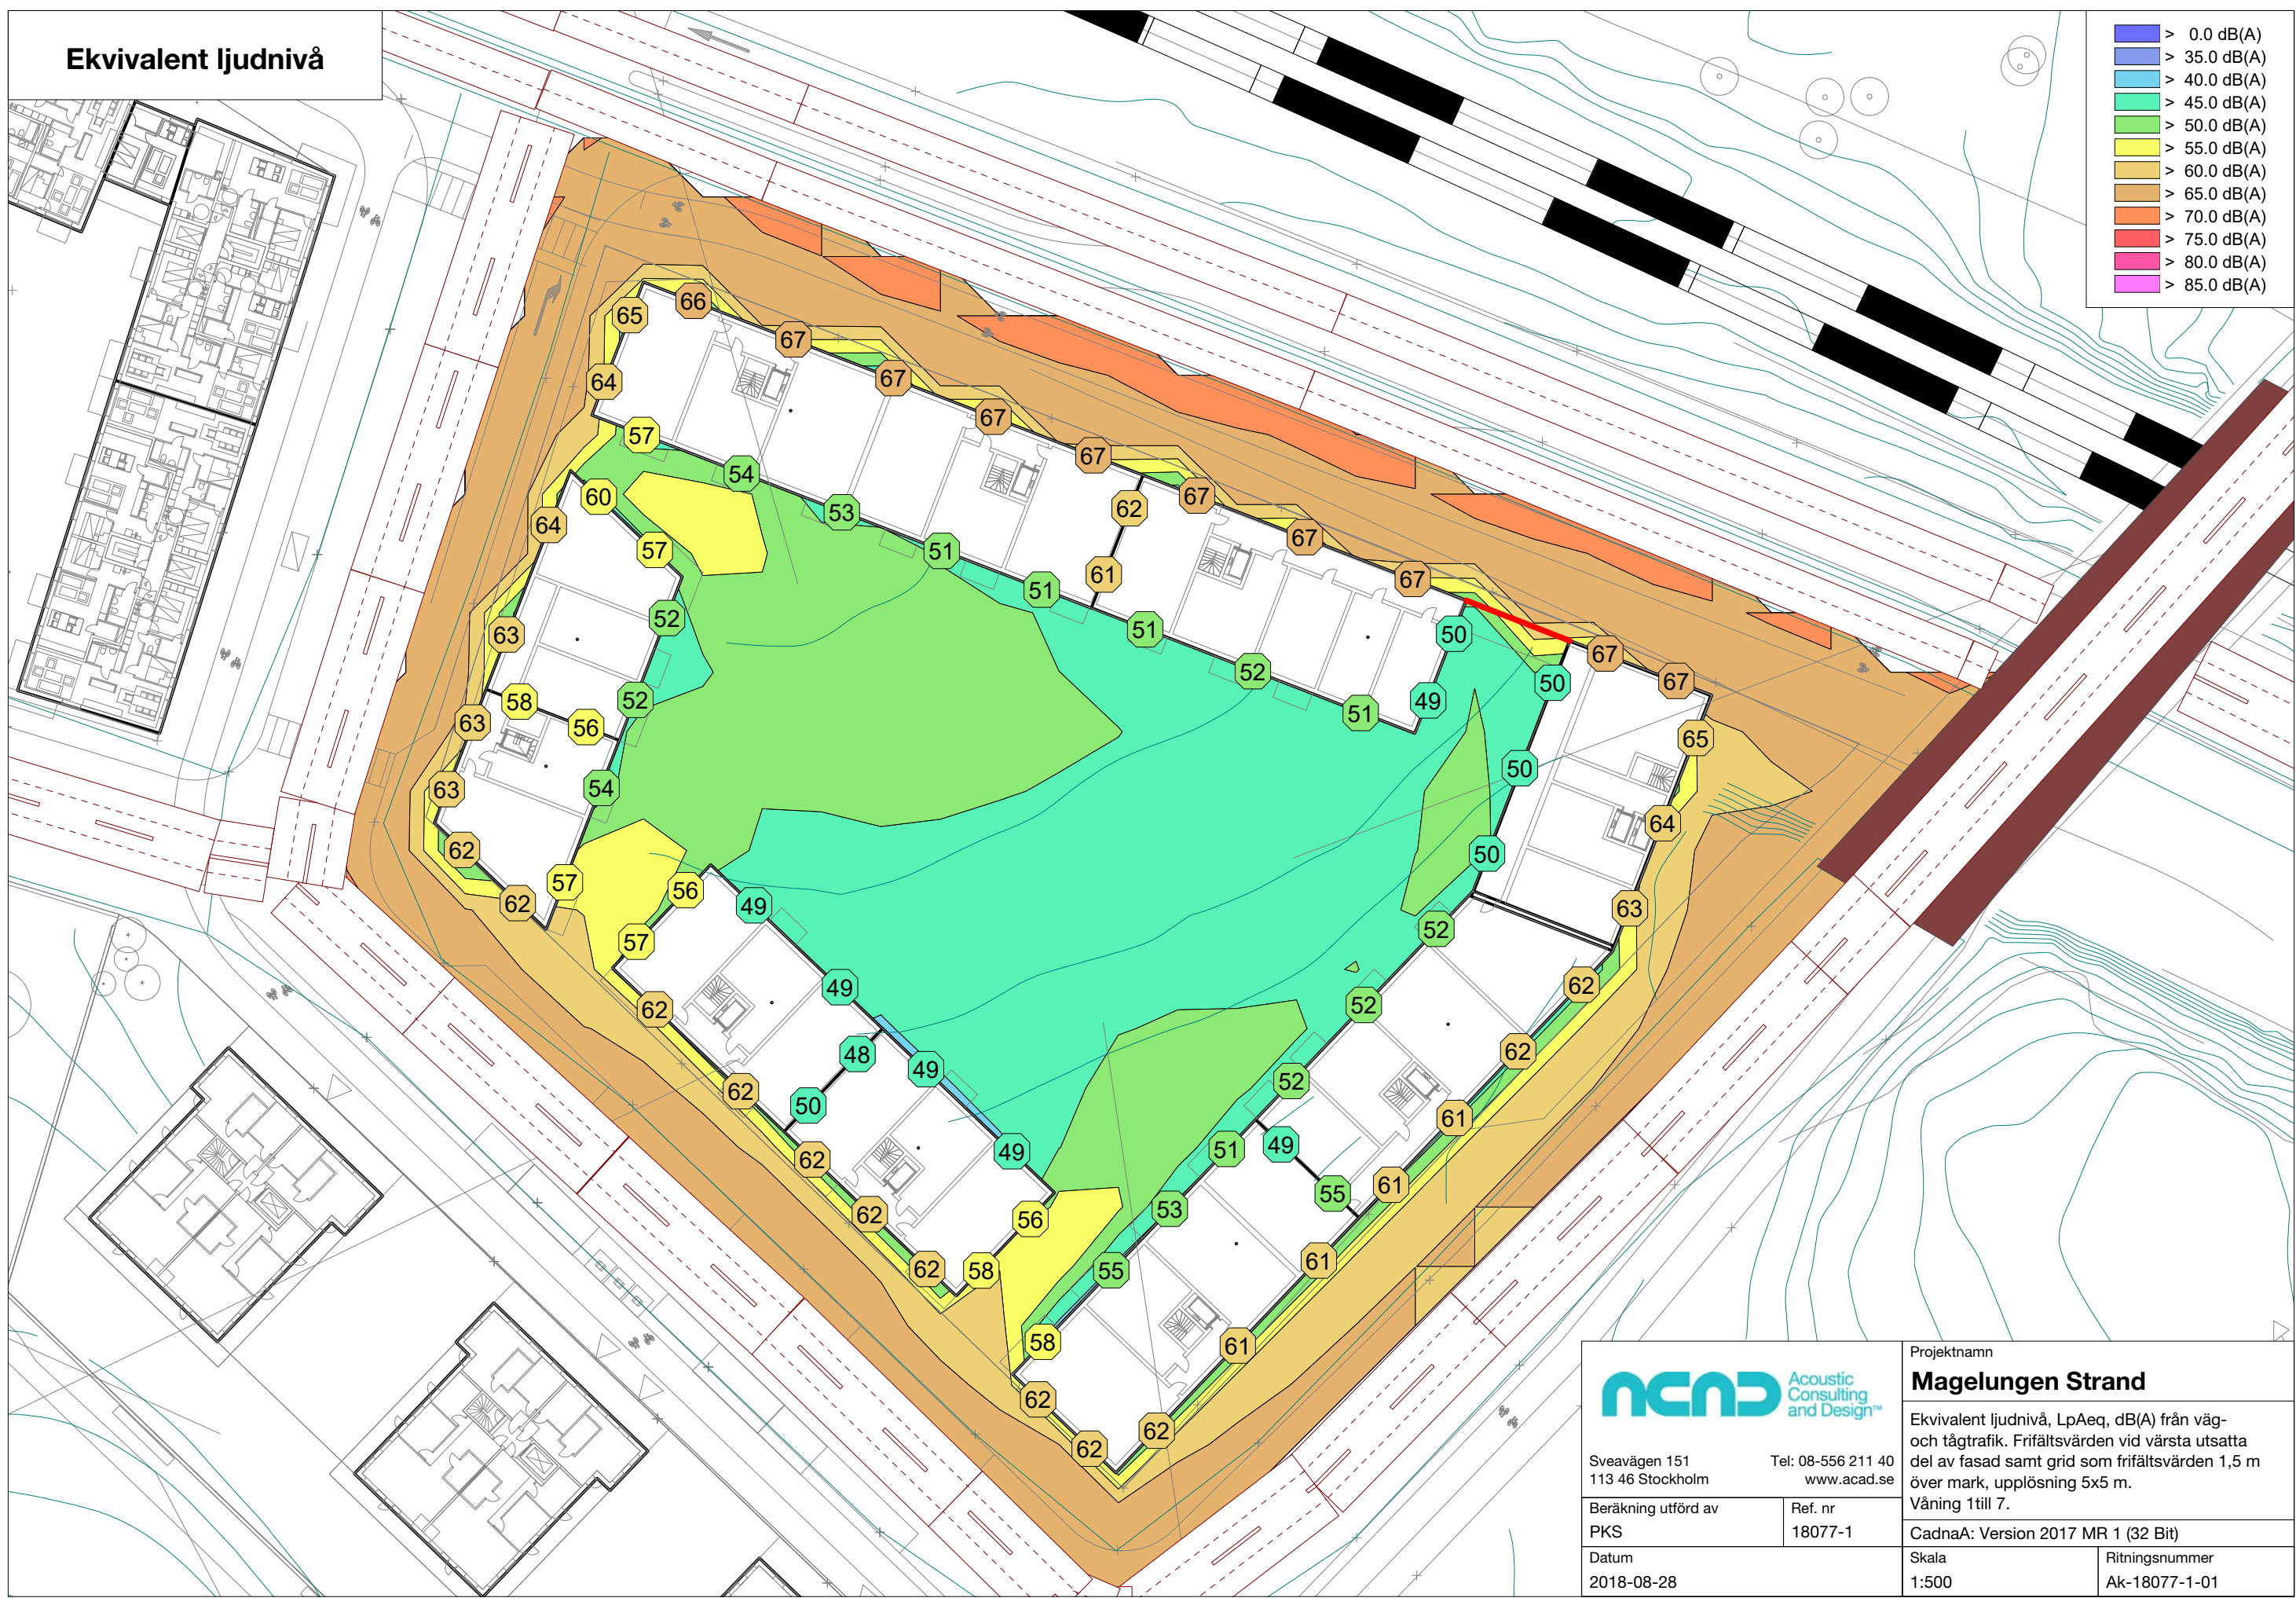 Ekvivalent ljudnivå
> 0.0 dB(A)
> 35.0 dB(A)
> 40.0 dB(A)
> 45.0 dB(A)
> 50.0 dB(A)
> 55.0 dB(A)
> 60.0 dB(A)
> 65.0 dB(A)
> 70.0 dB(A)
> 75.0 dB(A)
> 80.0 dB(A)
> 85.0 dB(A)
66
65
67
64
67
67
57
67
54
60
67
62
53
64
67
51
57
61
67
51
52
51
50
63
67
52
67
50
58
52
49
51
63
56
65
50
63
54
64
62
50
57
56
49
62
63
52
57
49
62
62
52
48
62
49
52
62
50
61
49
51
49
62
61
55
53
62
56
61
62
58
55
58
61
62
62
62
Acoustic
Consulting
and Design™
Sveavägen 151 Tel: 08-556 211 40
113 46 Stockholm www.acad.se
Beräkning utförd av
PKS
Ref. nr
18077-1
Datum
2018-08-28
Projektnamn
Magelungen Strand
Ekvivalent ljudnivå, LpAeq, dB(A) från väg-
och tågtrafik. Frifältsvärden vid värsta utsatta
del av fasad samt grid som frifältsvärden 1,5 m
över mark, upplösning 5x5 m.
Våning 1till 7.
CadnaA: Version 2017 MR 1 (32 Bit)
Skala
1:500
Ritningsnummer
Ak-18077-1-01